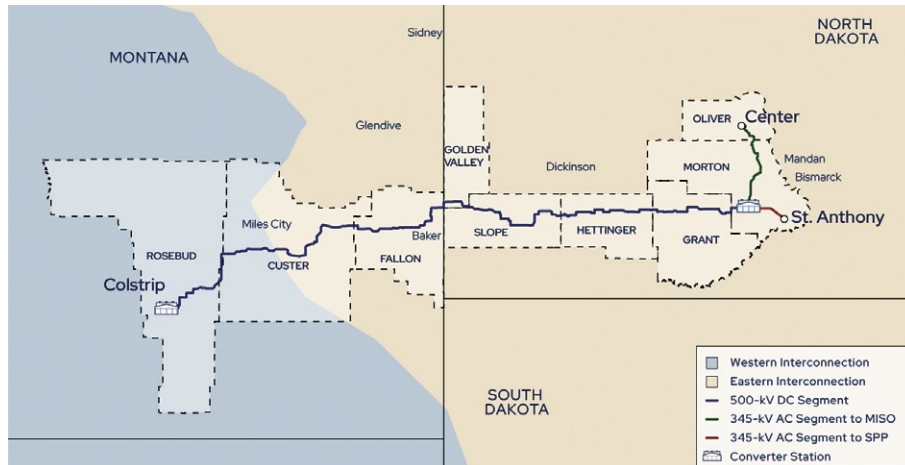 Sidney
NORTH
DAKOTA
MONTANA
OLIVER
Center
Glendive
GOLDEN
VALLEY
Dickinson
MORTON
Mandan
Bismarck
Miles City
Baker
SLOPE
HETTINGER
St. Anthony
GRANT
ROSEBUD
CUSTER
FALLON
Colstrip
SOUTH
DAKOTA
Western Interconnection
Eastern Interconnection
500-kV DC Segment
345-kV AC Segment to MISO
345-kV AC Segment to SPP
Converter Station